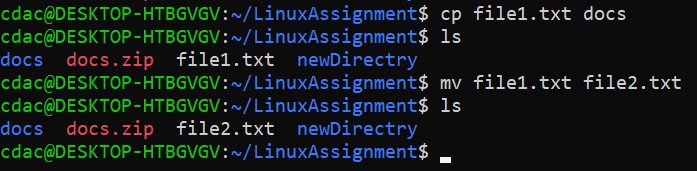 cdac@DESKTOP-HTBGVGV:~/LinuxAssignment$ cp file1.txt docs
cdac@DESKTOP-HTBGVGV:~/LinuxAssignment$ ls
docs docs.zip file1.txt newDirectry
cdac@DESKTOP-HTBGVGV:~/LinuxAssignment$ mv file1.txt file2.txt
cdac@DESKTOP-HTBGVGV:~/LinuxAssignment$ ls
docs docs.zip file2.txt newDirectry
cdac@DESKTOP-HTBGVGV:~/LinuxAssignment$